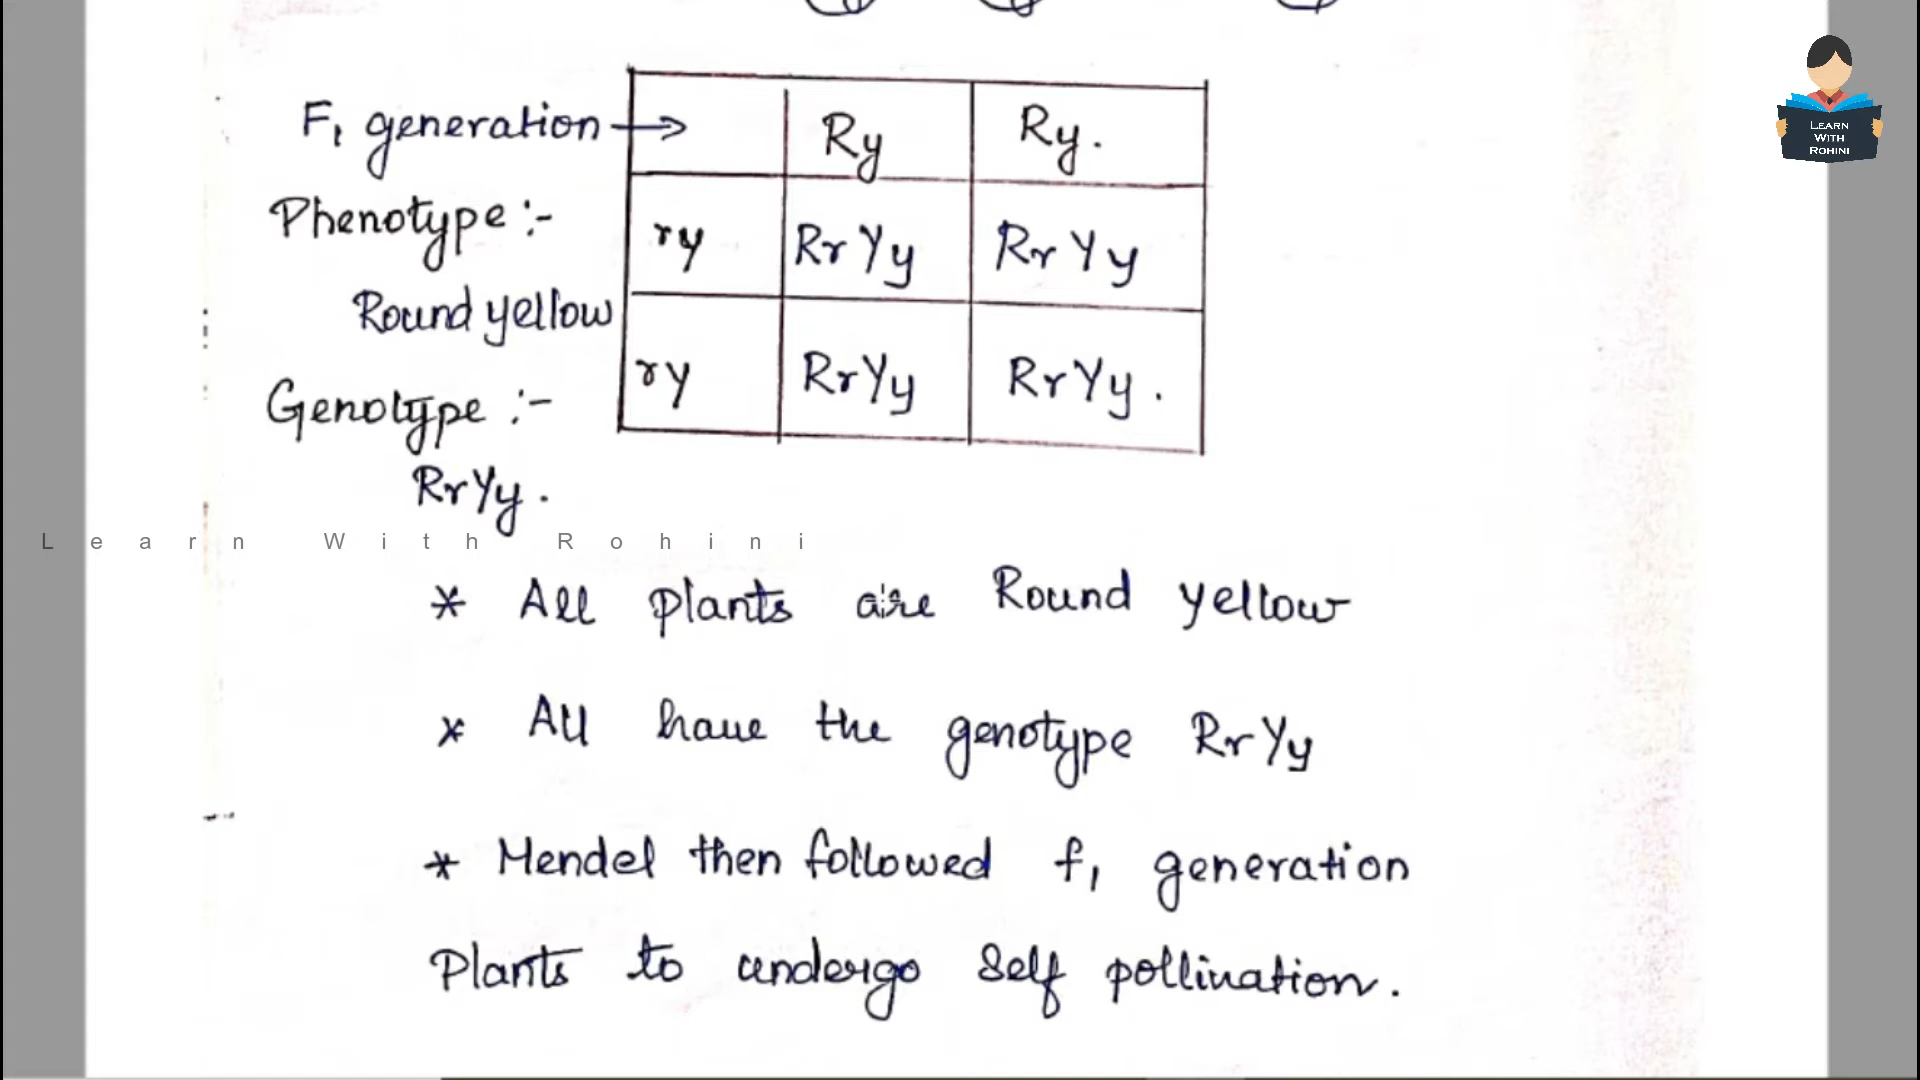 F1 generation → Ry Ry.
Phenotype :- ry RrYy RrYy
Round yellow
Genotype :- ry RrYy RrYy.
RrYy.
Learn With Rohini
* All plants are Round yellow
* All have the genotype RrYy
* Mendel then followed f1 generation
Plants to undergo Self pollination.
LEARN
WITH
ROHINI